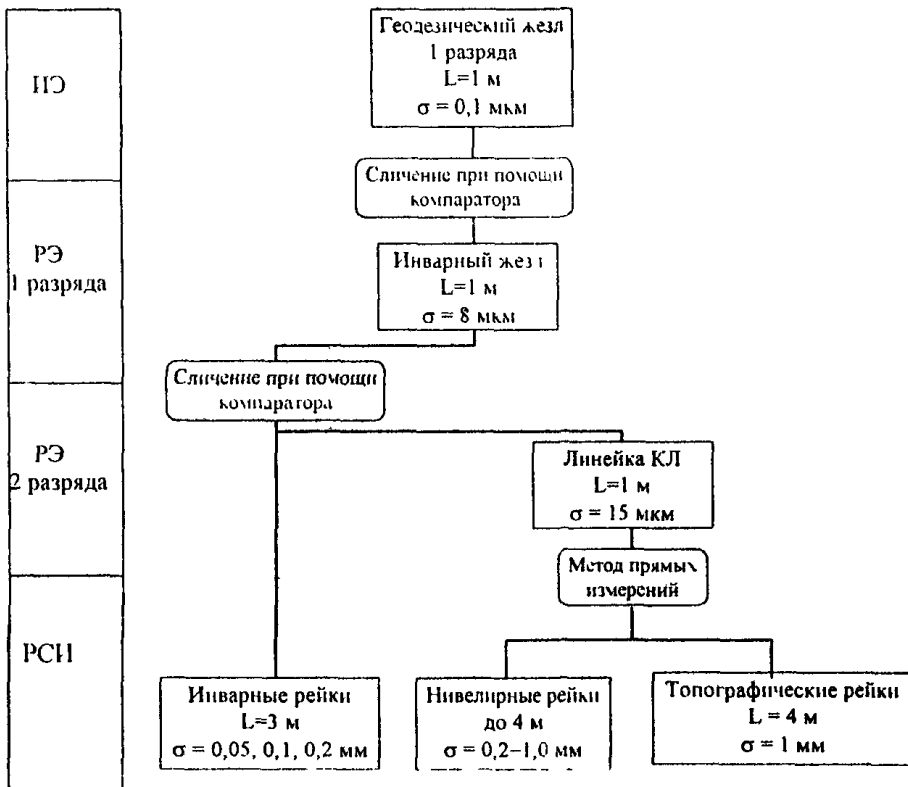 Геодезический жезл
1 разряда
L=1 м
σ = 0,1 мкм
ИЭ
Сличение при помощи
компаратора
РЭ
1 разряда
Инварный жезл
L=1 м
σ = 8 мкм
Сличение при помощи
компаратора
РЭ
2 разряда
Линейка КЛ
L=1 м
σ = 15 мкм
Метод прямых
измерений
РСИ
Инварные рейки
L=3 м
σ = 0,05, 0,1, 0,2 мм
Нивелирные рейки
до 4 м
σ = 0,2–1,0 мм
Топографические рейки
L = 4 м
σ = 1 мм